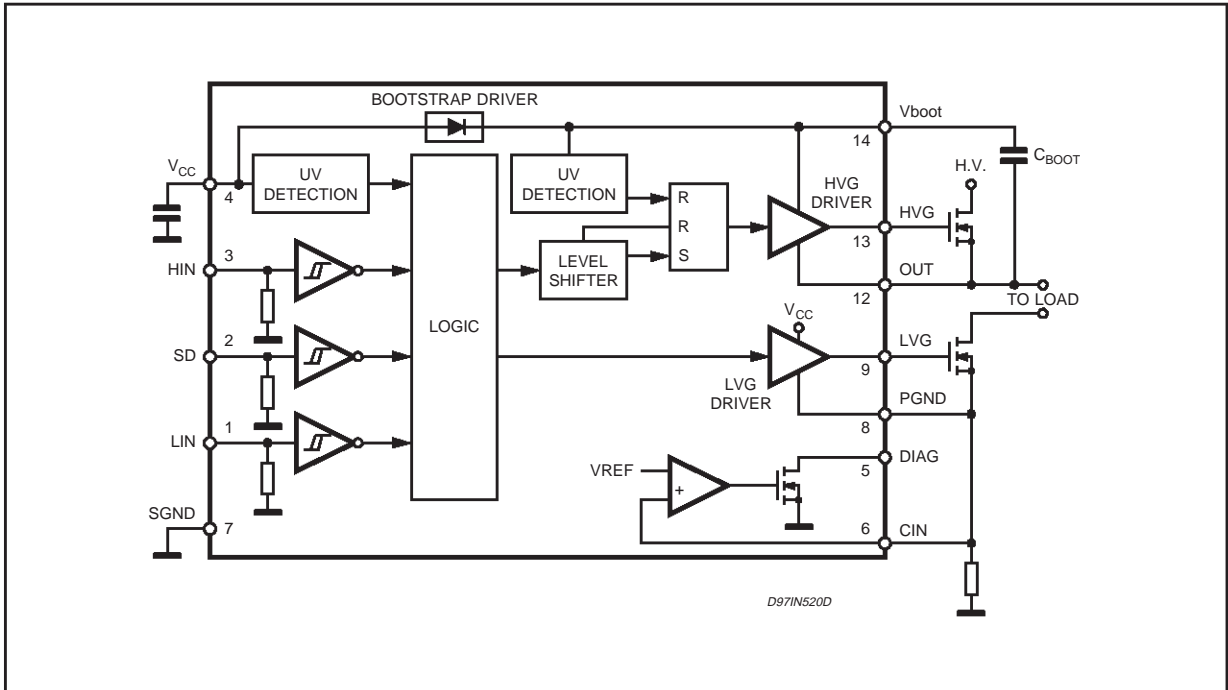 BOOTSTRAP DRIVER
Vboot
14
CBOOT
H.V.
VCC
4
UV
DETECTION
UV
DETECTION
HVG
DRIVER
R
R
S
HVG
13
3
HIN
LEVEL
SHIFTER
OUT
12
TO LOAD
LOGIC
VCC
2
SD
LVG
9
LVG
DRIVER
PGND
8
1
LIN
VREF
+
DIAG
5
SGND
7
6
CIN
D97IN520D